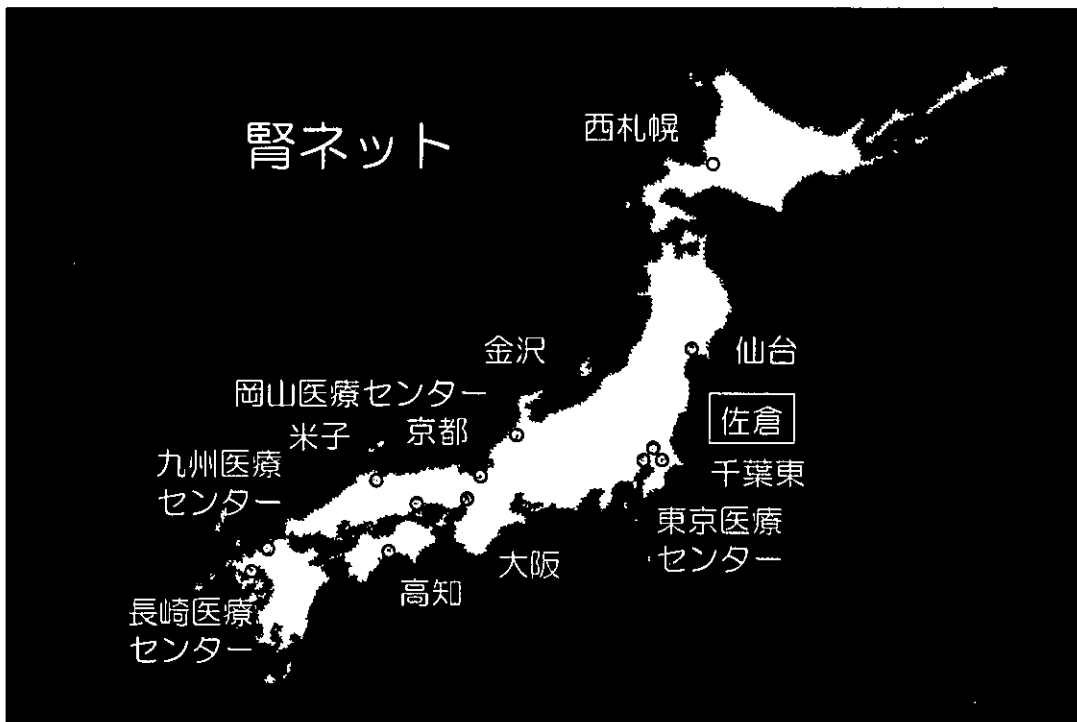 腎ネット
西札幌
金沢
仙台
岡山医療センター
佐倉
米子
京都
九州医療
センター
千葉東
東京医療
センター
大阪
高知
長崎医療
センター